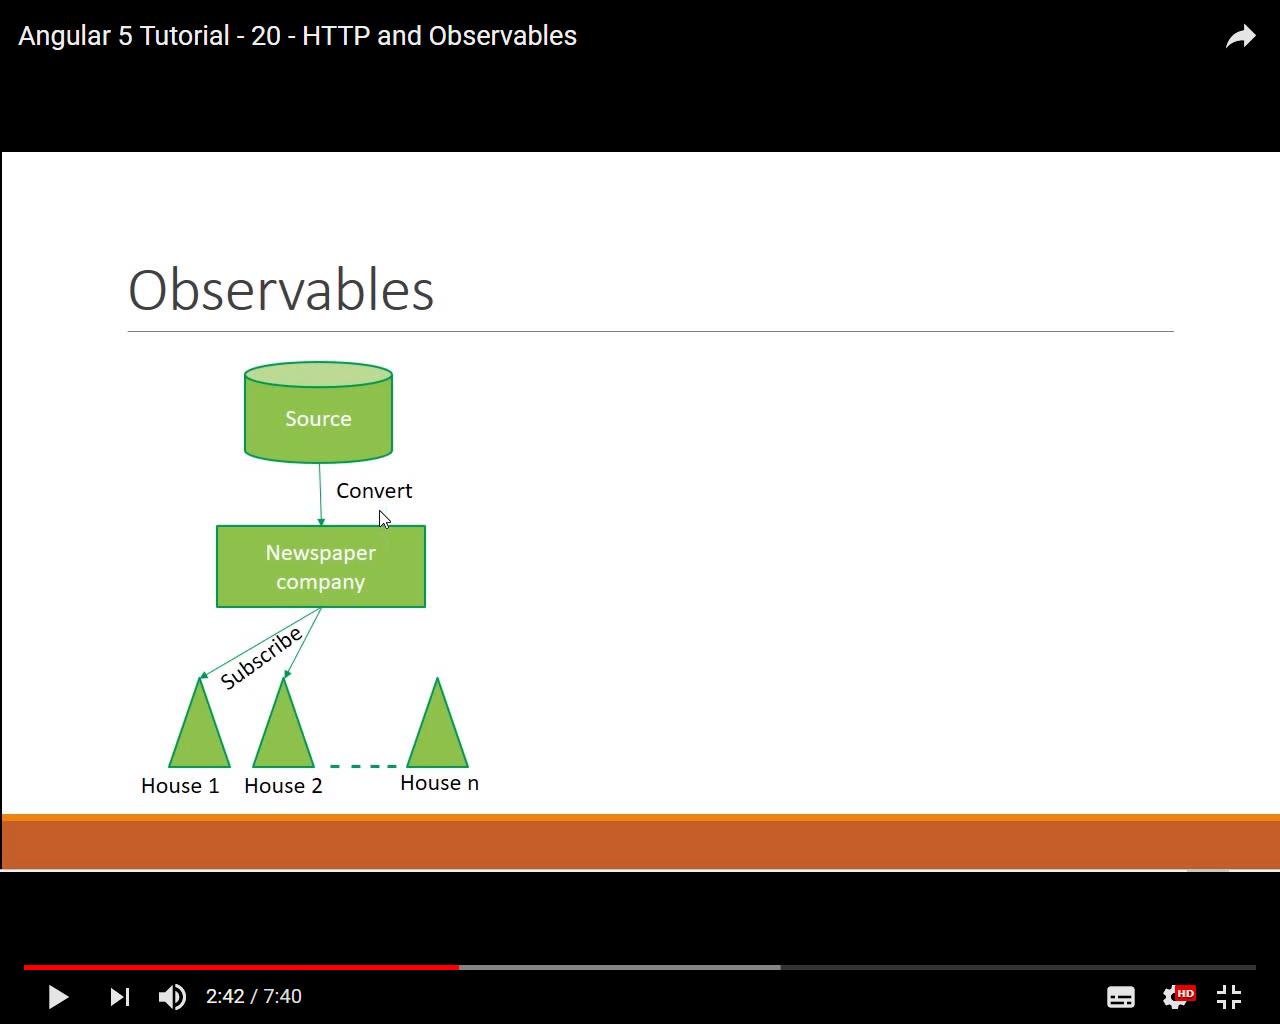 Angular 5 Tutorial - 20 - HTTP and Observables
Observables
Source
Convert
Newspaper
company
Subscribe
House 1
House 2
House n
2:42 / 7:40
HD